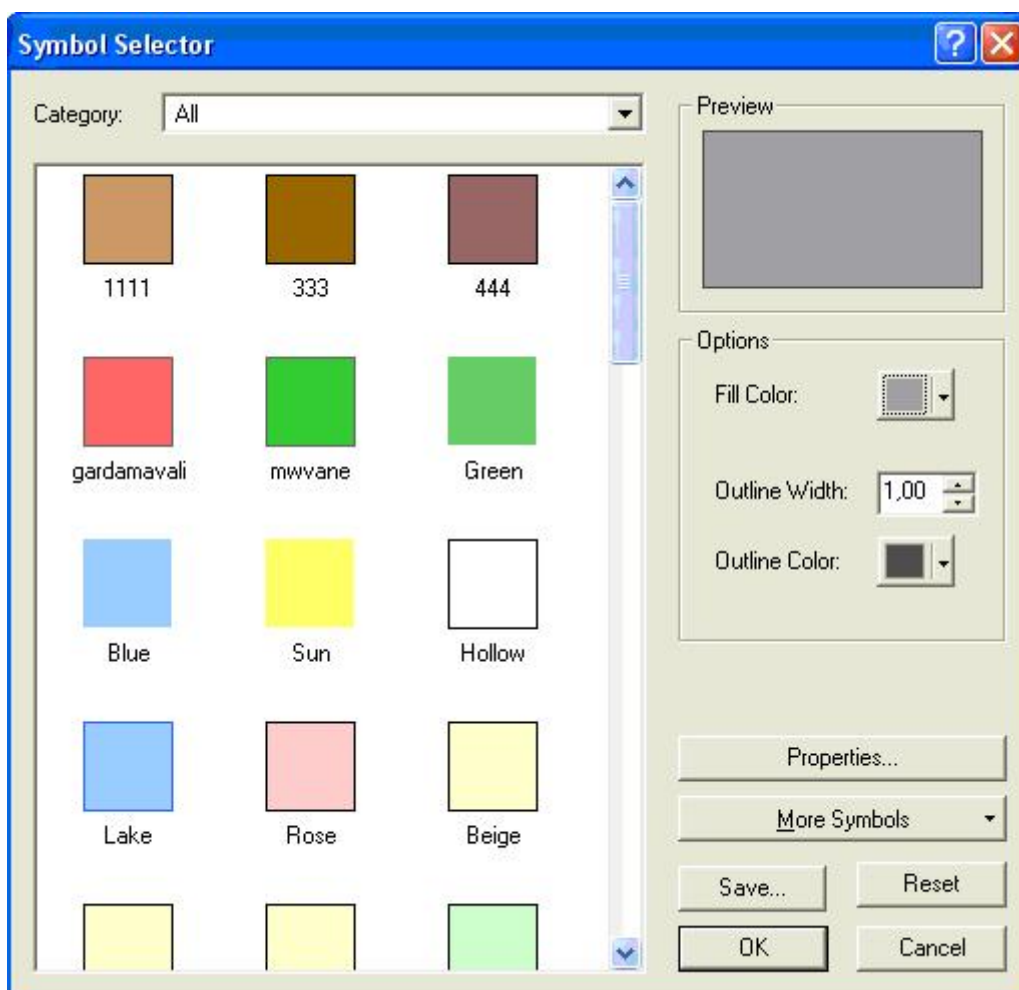 Symbol Selector
Category: All
1111 333 444
gardamavali mwvane Green
Blue Sun Hollow
Lake Rose Beige
Preview
Options
Fill Color:
Outline Width: 1,00
Outline Color:
Properties...
More Symbols
Save... Reset
OK Cancel